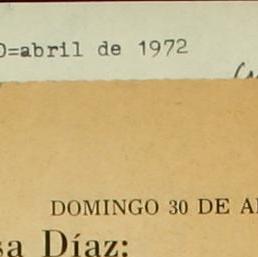 0=abril de 1972
DOMINGO 30 DE A
sa Díaz: